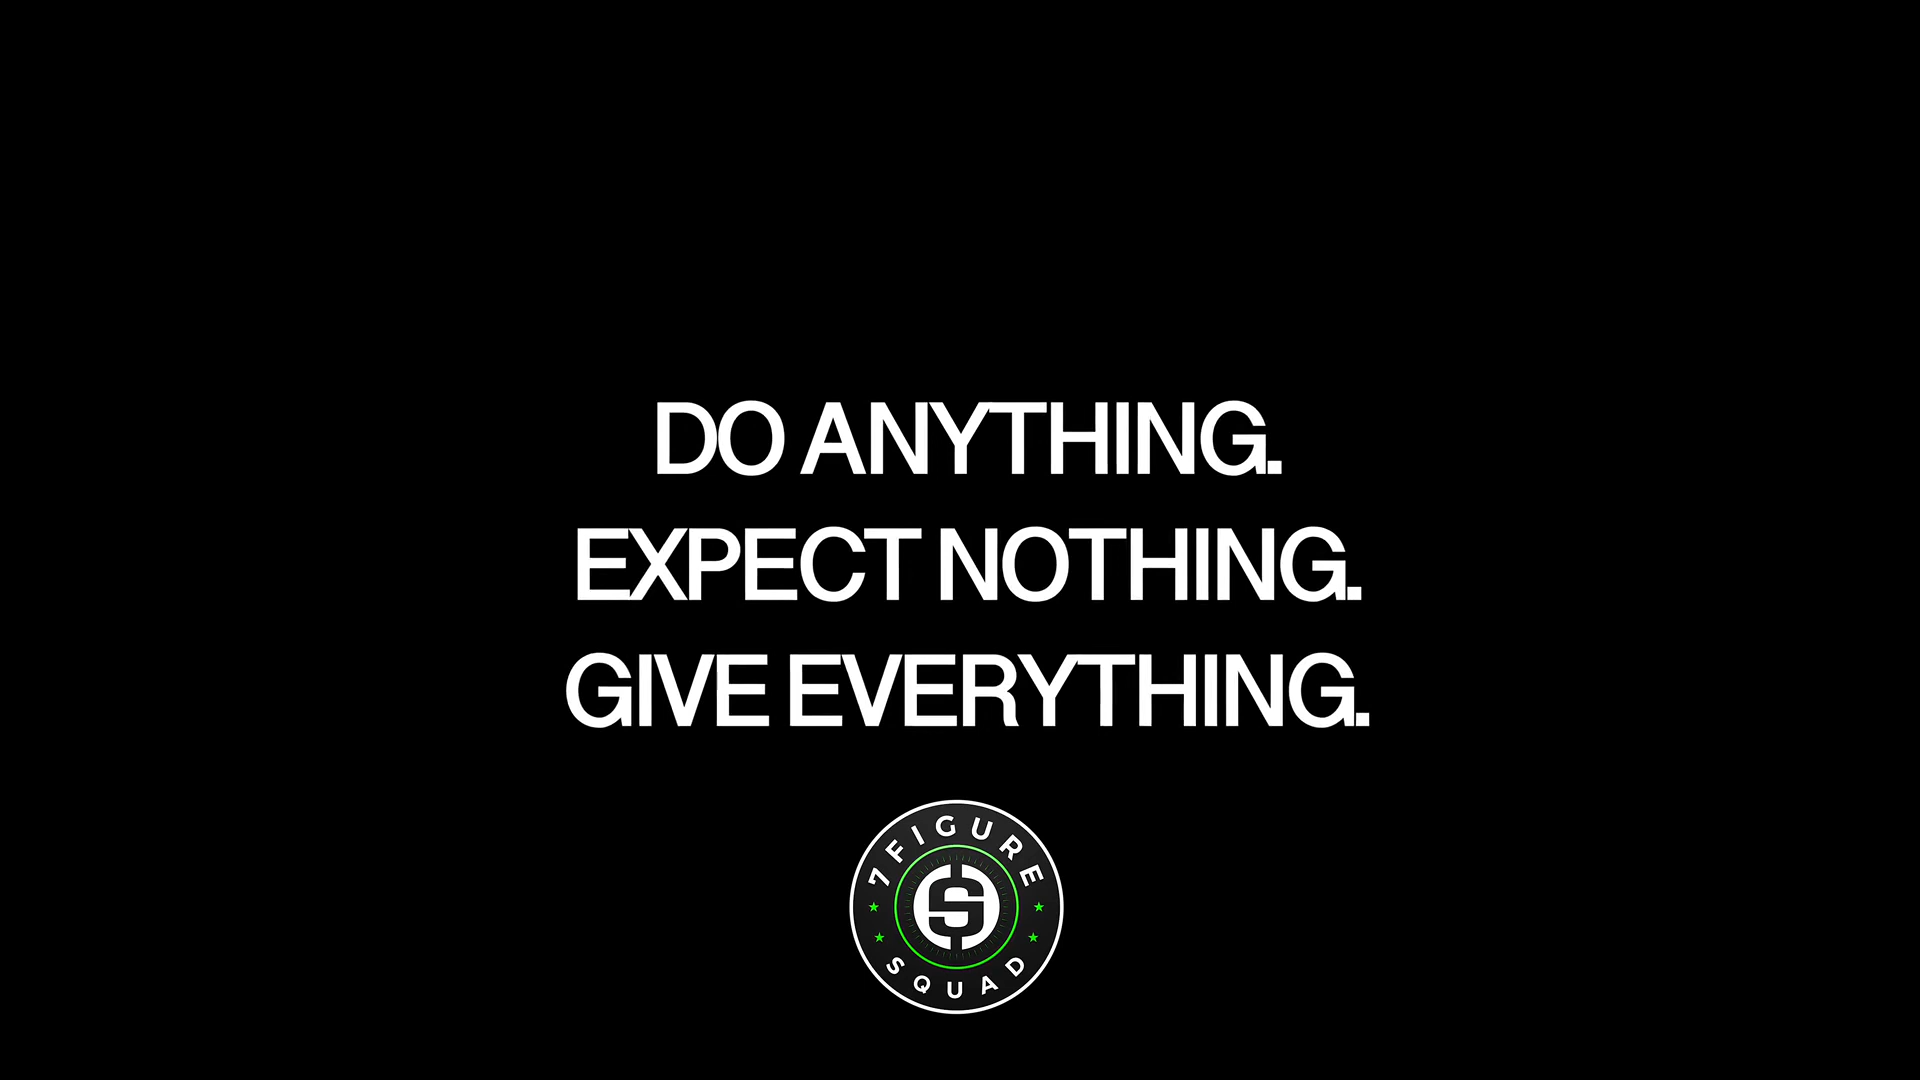 DO ANYTHING.
EXPECT NOTHING.
GIVE EVERYTHING.
7 FIGURE
SQUAD